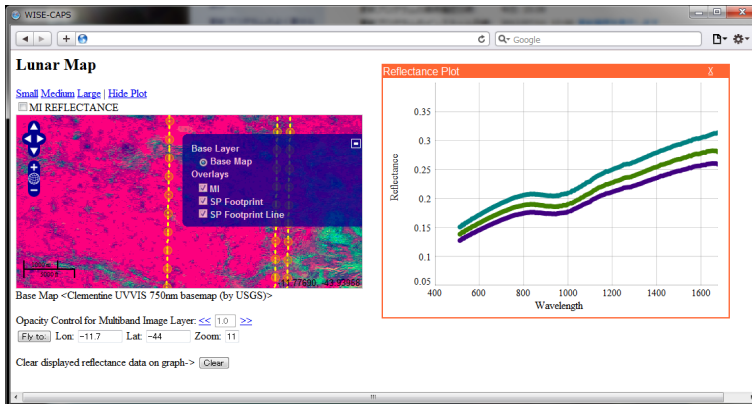 WISE-CAPS
Google
Lunar Map
Small Medium Large | Hide Plot
MI REFLECTANCE
Base Layer
Base Map
Overlays
MI
SP Footprint
SP Footprint Line
Base Map <Clementine UVVIS 750nm basemap (by USGS)>
Opacity Control for Multiband Image Layer: << 1.0 >>
Fly to: Lon: -11.7 Lat: -44 Zoom: 11
Clear displayed reflectance data on graph-> Clear
Reflectance Plot X
0.35
0.3
0.25
0.2
0.15
0.1
0.05
Reflectance
400 600 800 1000 1200 1400 1600
Wavelength